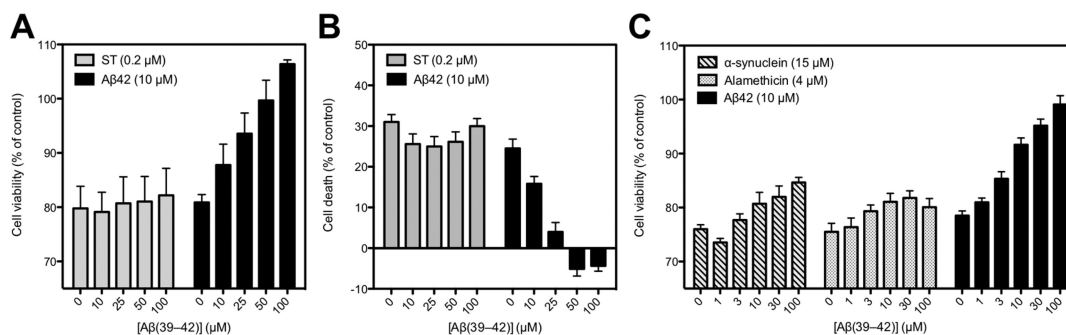 A
110
100
90
80
70
Cell viability (% of control)
ST (0.2 µM)
Aβ42 (10 µM)
0 10 25 50 100 0 10 25 50 100
[Aβ(39–42)] (µM)
B
50
40
30
20
10
0
-10
Cell death (% of control)
ST (0.2 µM)
Aβ42 (10 µM)
0 10 25 50 100 0 10 25 50 100
[Aβ(39–42)] (µM)
C
110
100
90
80
70
Cell viability (% of control)
α-synuclein (15 µM)
Alamethicin (4 µM)
Aβ42 (10 µM)
0 1 3 10 30 100 0 1 3 10 30 100 0 1 3 10 30 100
[Aβ(39–42)] (µM)